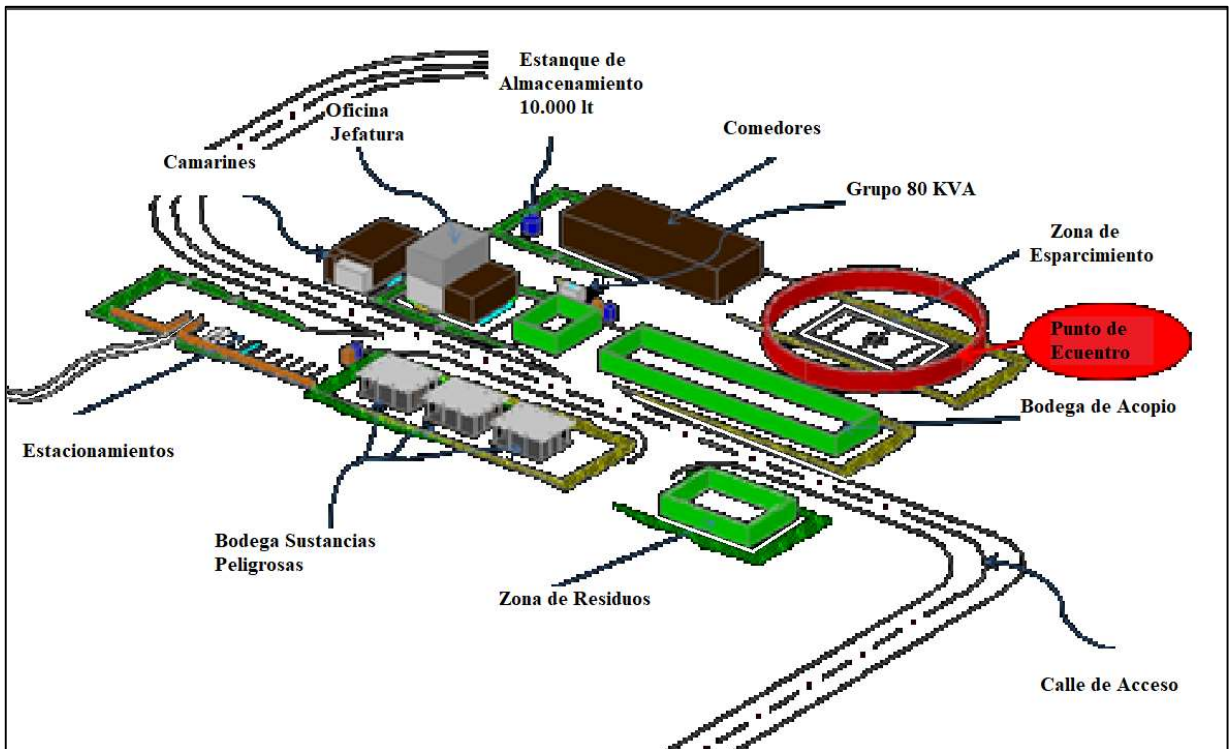 Estanque de
Almacenamiento
10.000 lt
Oficina
Jefatura
Comedores
Camarines
Grupo 80 KVA
Zona de
Esparcimiento
Punto de
Ecuentro
Bodega de Acopio
Estacionamientos
Bodega Sustancias
Peligrosas
Zona de Residuos
Calle de Acceso